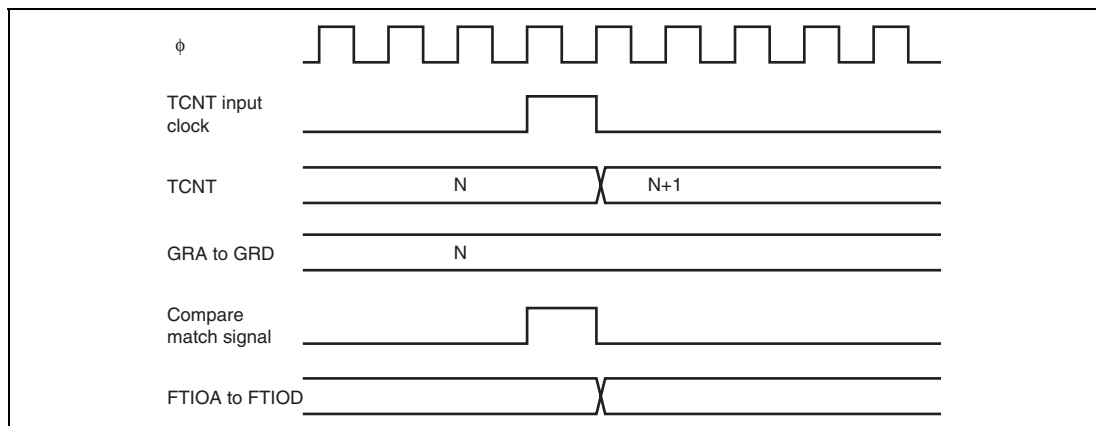 ϕ
TCNT input
clock
TCNT
N
N+1
GRA to GRD
N
Compare
match signal
FTIOA to FTIOD